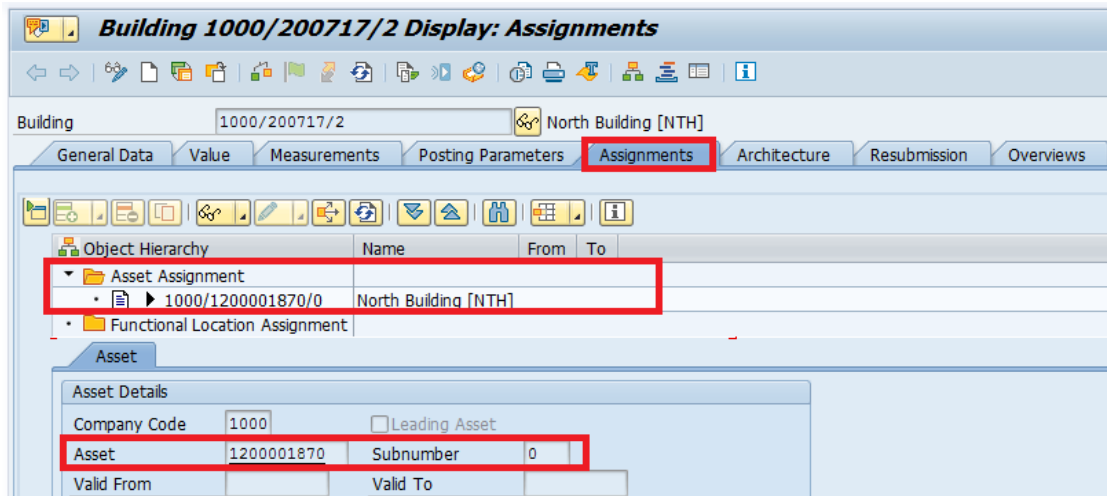 Building 1000/200717/2 Display: Assignments
Building 1000/200717/2 North Building [NTH]
General Data Value Measurements Posting Parameters Assignments Architecture Resubmission Overviews
Object Hierarchy Name From To
Asset Assignment
1000/1200001870/0 North Building [NTH]
Functional Location Assignment
Asset
Asset Details
Company Code 1000 Leading Asset
Asset 1200001870 Subnumber 0
Valid From Valid To